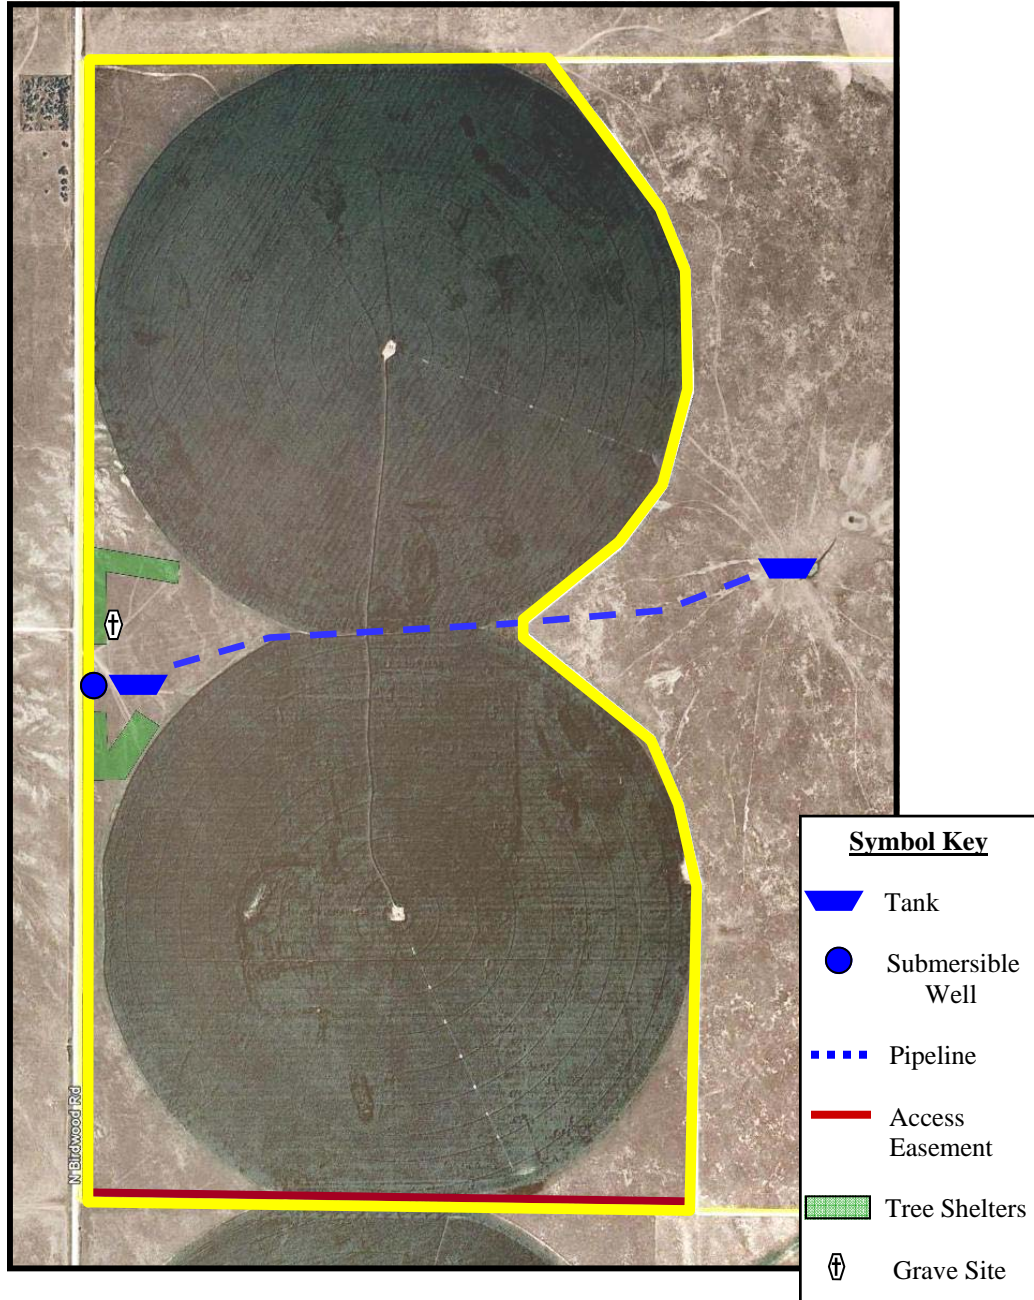 N Birdwood Rd
Symbol Key
Tank
Submersible
Well
Pipeline
Access
Easement
Tree Shelters
Grave Site